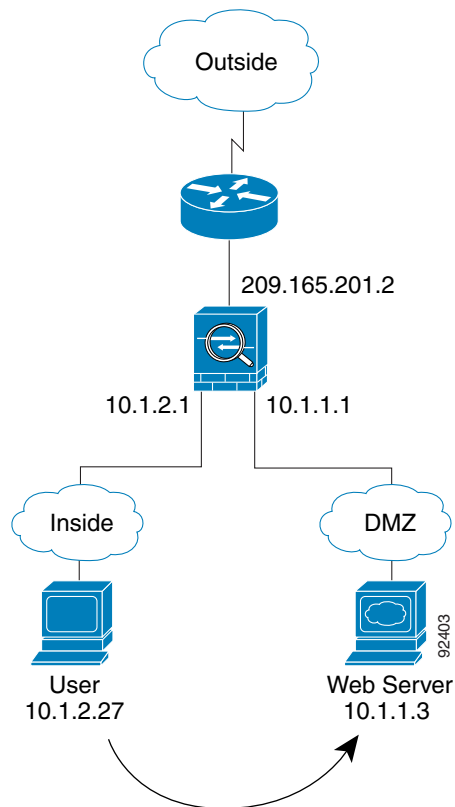 Outside
209.165.201.2
10.1.2.1
10.1.1.1
Inside
DMZ
92403
User
10.1.2.27
Web Server
10.1.1.3